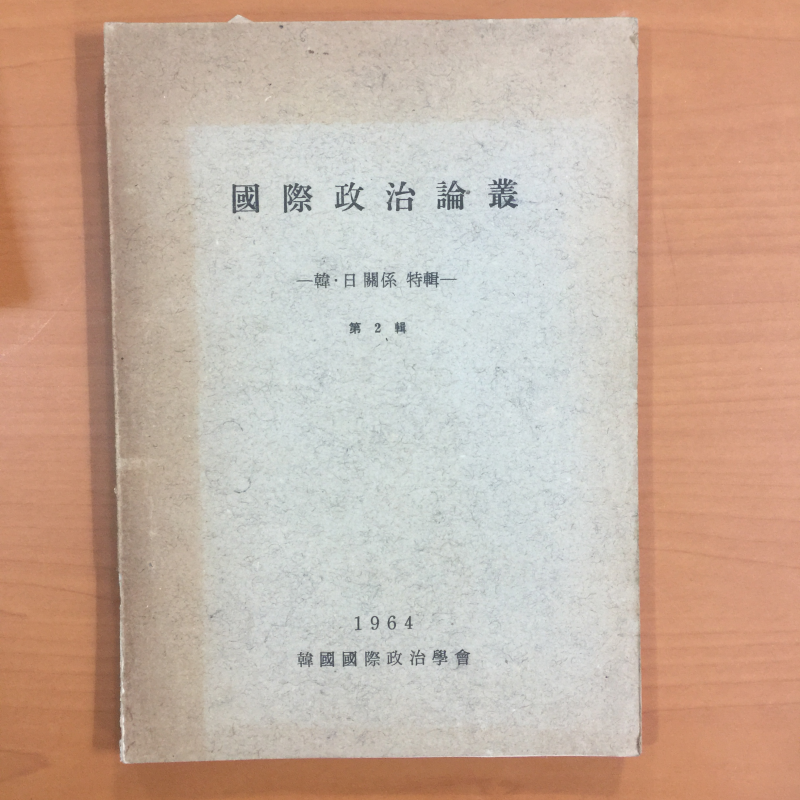 國際政治論叢
—韓·日 關係 特輯—
第 2 輯
1964
韓國國際政治學會